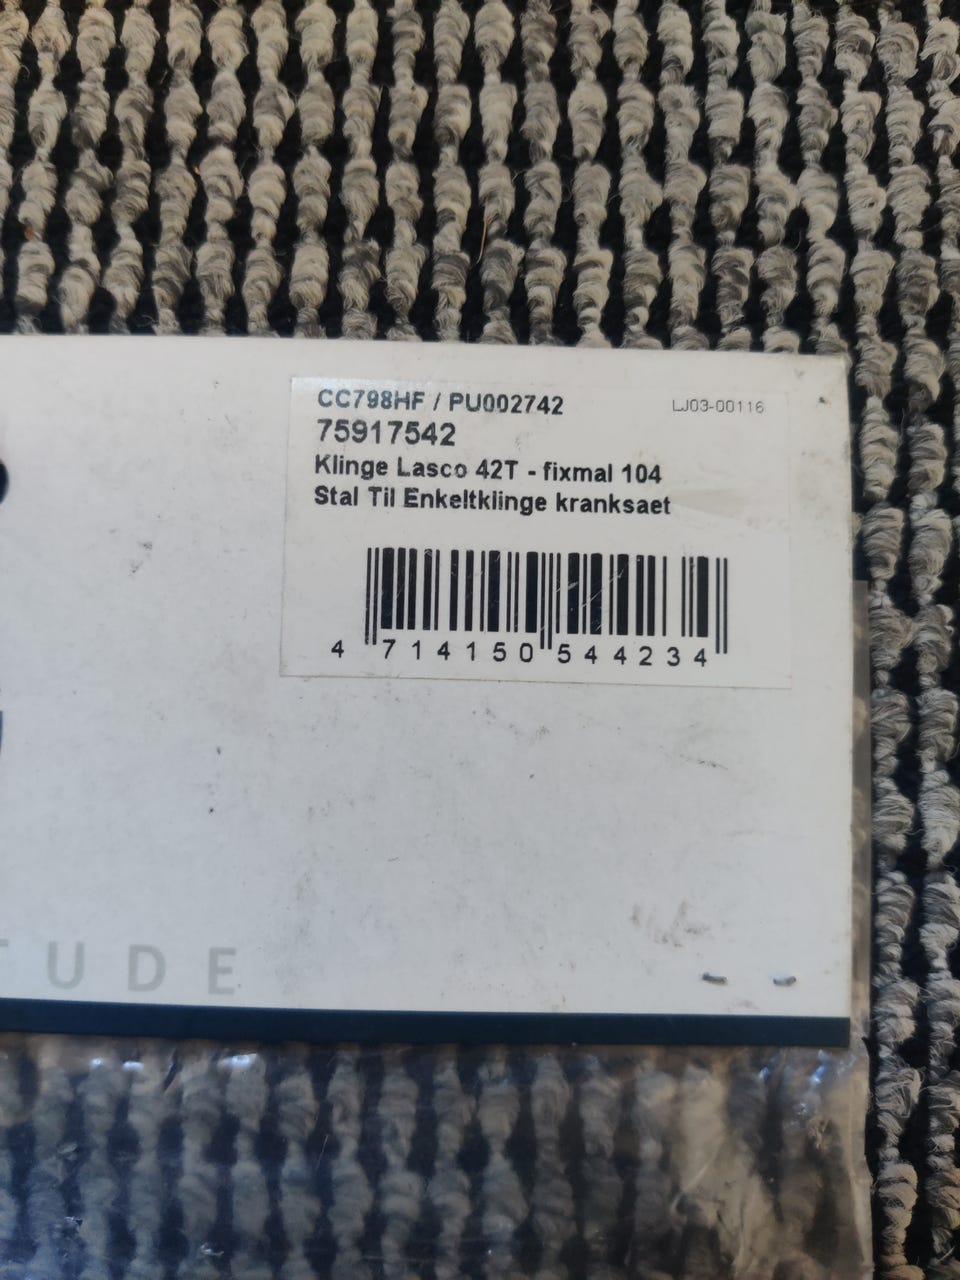 CC798HF / PU002742
LJ03-00116
75917542
Klinge Lasco 42T - fixmal 104
Stal Til Enkeltklinge kranksaet
4 714150 544234
TUDE